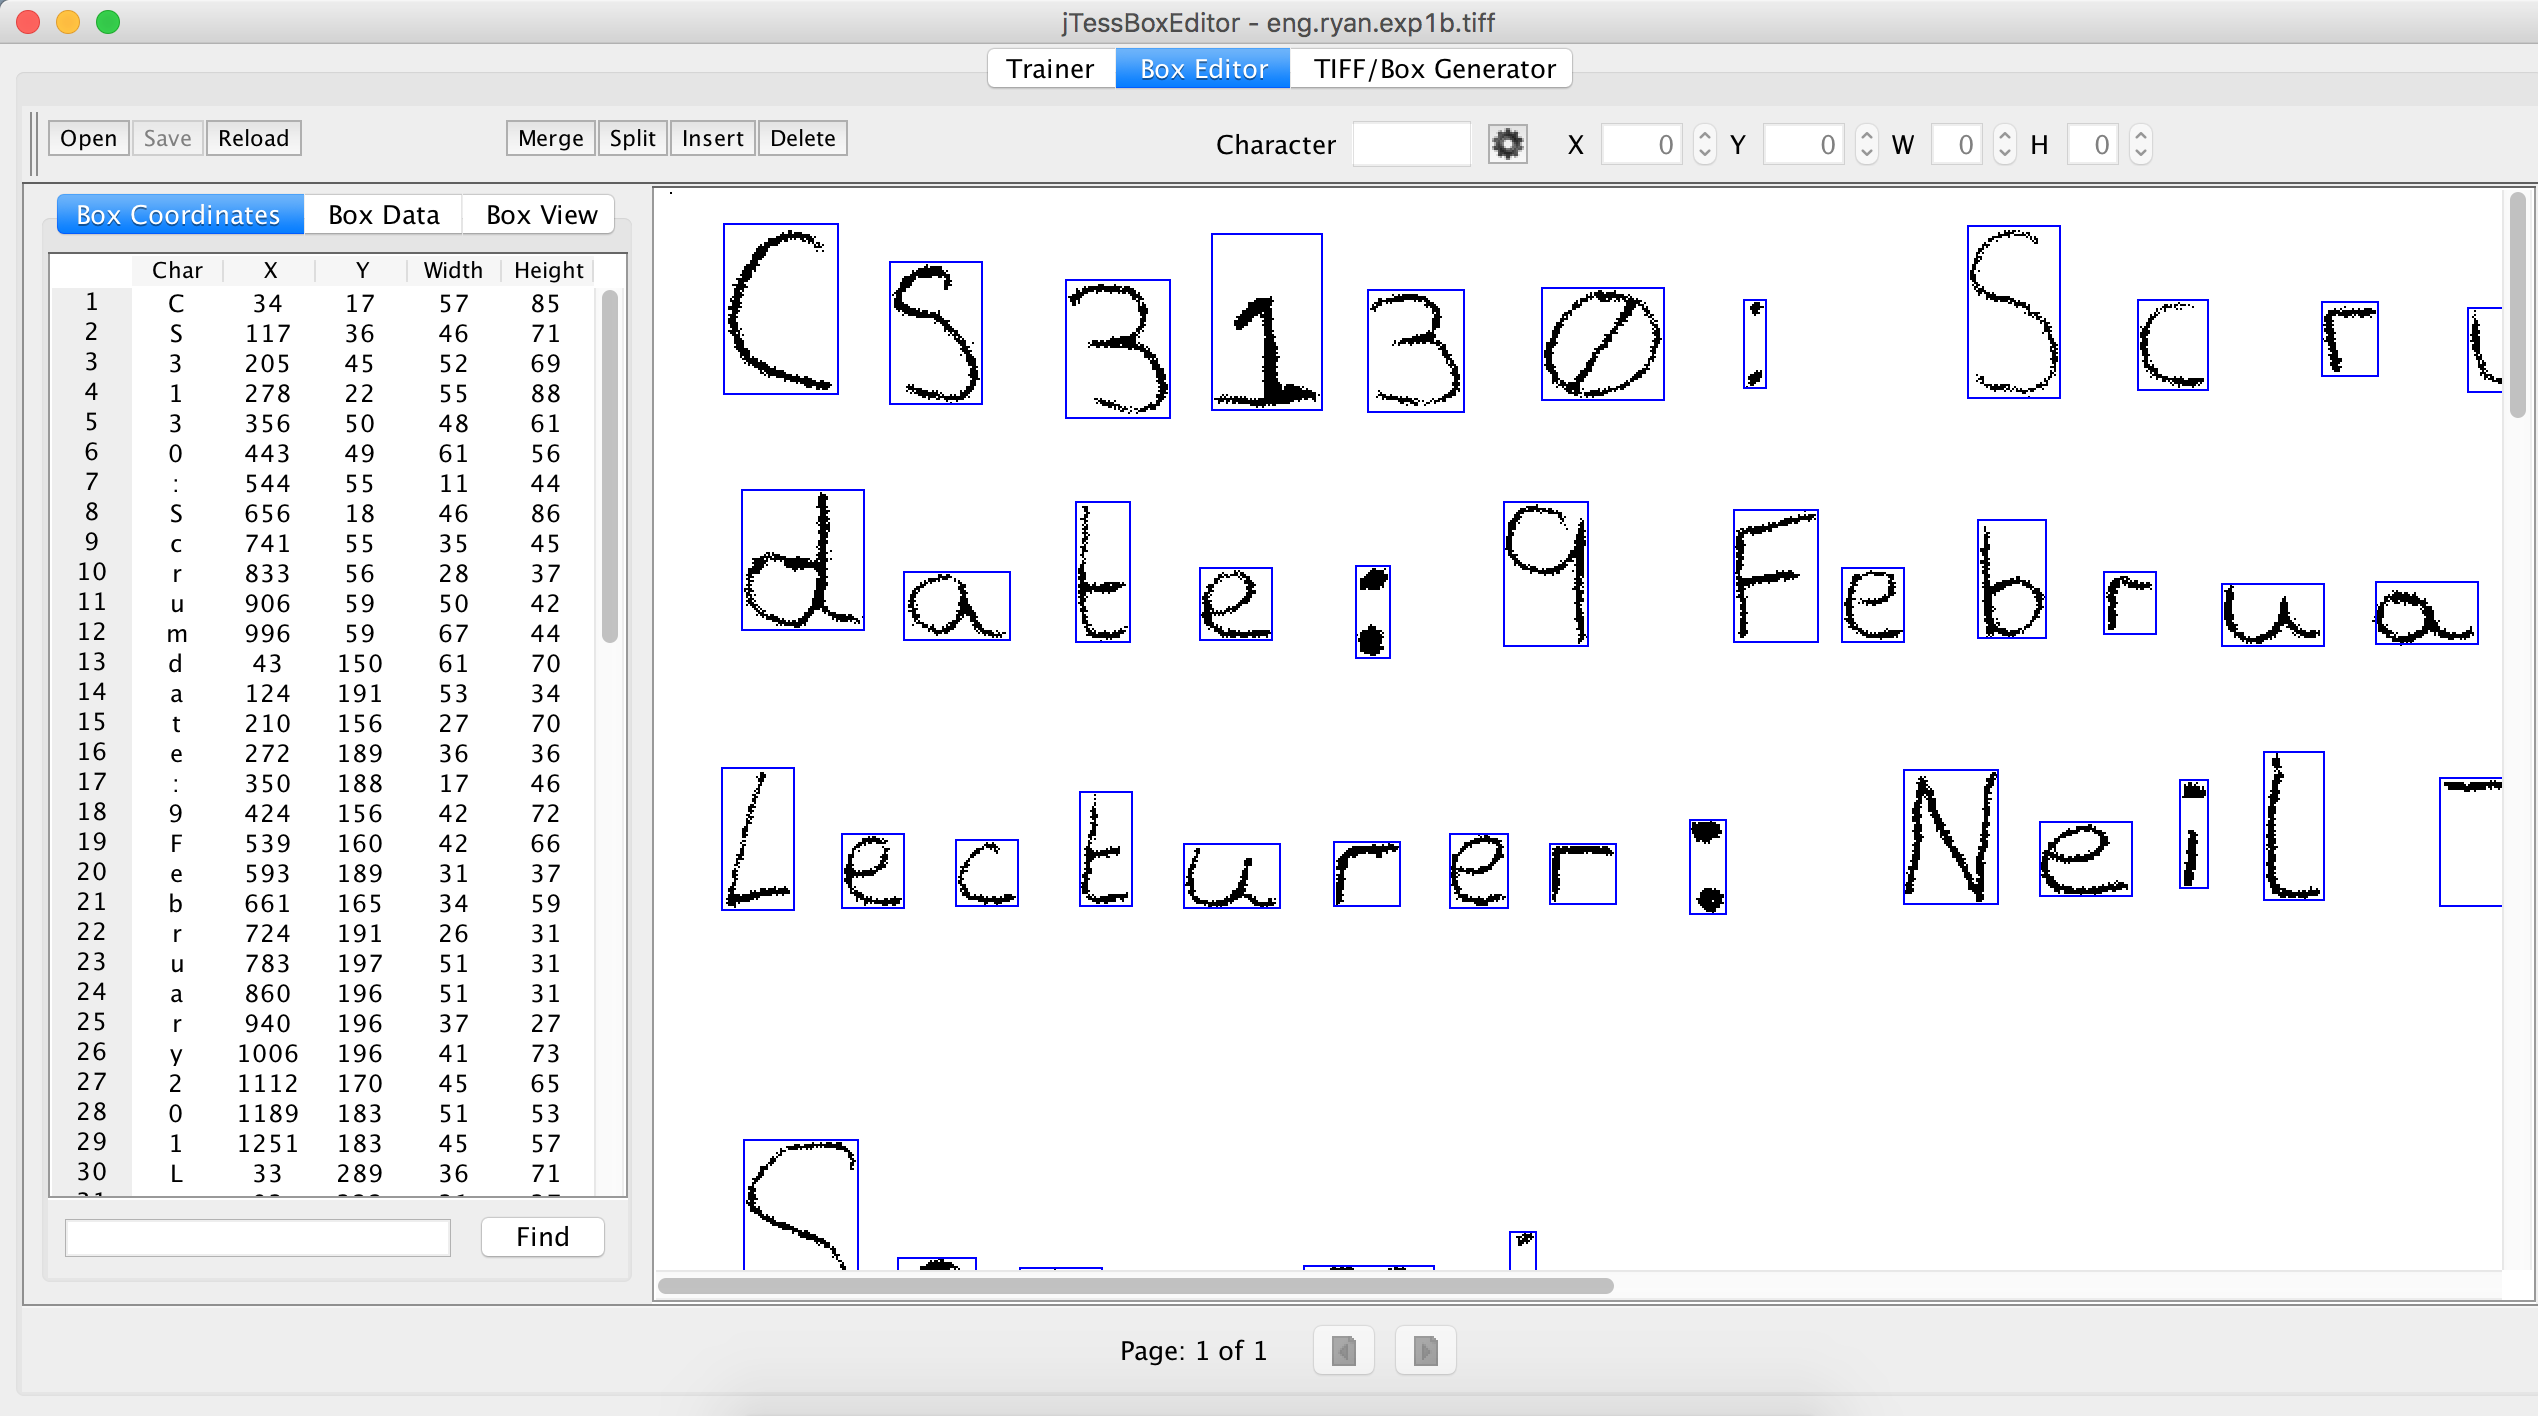 jTessBoxEditor - eng.ryan.exp1b.tiff
Trainer Box Editor TIFF/Box Generator
Open Save Reload Merge Split Insert Delete Character X 0 Y 0 W 0 H 0
Box Coordinates Box Data Box View
Char X Y Width Height
1 C 34 17 57 85
2 S 117 36 46 71
3 3 205 45 52 69
4 1 278 22 55 88
5 3 356 50 48 61
6 0 443 49 61 56
7 : 544 55 11 44
8 S 656 18 46 86
9 c 741 55 35 45
10 r 833 56 28 37
11 u 906 59 50 42
12 m 996 59 67 44
13 d 43 150 61 70
14 a 124 191 53 34
15 t 210 156 27 70
16 e 272 189 36 36
17 : 350 188 17 46
18 9 424 156 42 72
19 F 539 160 42 66
20 e 593 189 31 37
21 b 661 165 34 59
22 r 724 191 26 31
23 u 783 197 51 31
24 a 860 196 51 31
25 r 940 196 37 27
26 y 1006 196 41 73
27 2 1112 170 45 65
28 0 1189 183 51 53
29 1 1251 183 45 57
30 L 33 289 36 71
Find
CS3130: Scr
date: 9 Februa
Lecturer: Neil
S
Page: 1 of 1